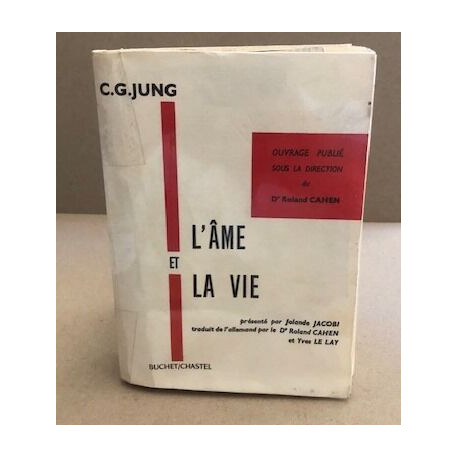 C.G.JUNG
OUVRAGE PUBLIÉ
SOUS LA DIRECTION
du
Dr Roland CAHEN
L'ÂME
ET
LA VIE
présenté par Jolande JACOBI
traduit de l'allemand par le Dr Roland CAHEN
et Yves LE LAY
BUCHET/CHASTEL